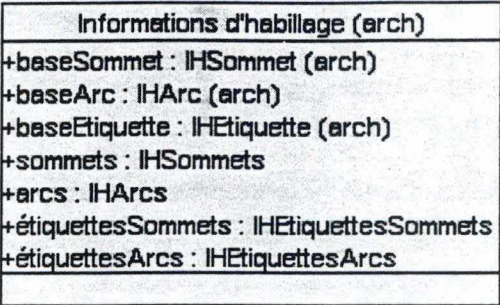 Informations d'habillage (arch)
+baseSommet : IHSommet (arch)
+baseArc : IHArc (arch)
+baseEtiquette : IHEtiquette (arch)
+sommets : IHSommets
+arcs : IHArcs
+étiquettesSommets : IHEtiquettesSommets
+étiquettesArcs : IHEtiquettesArcs